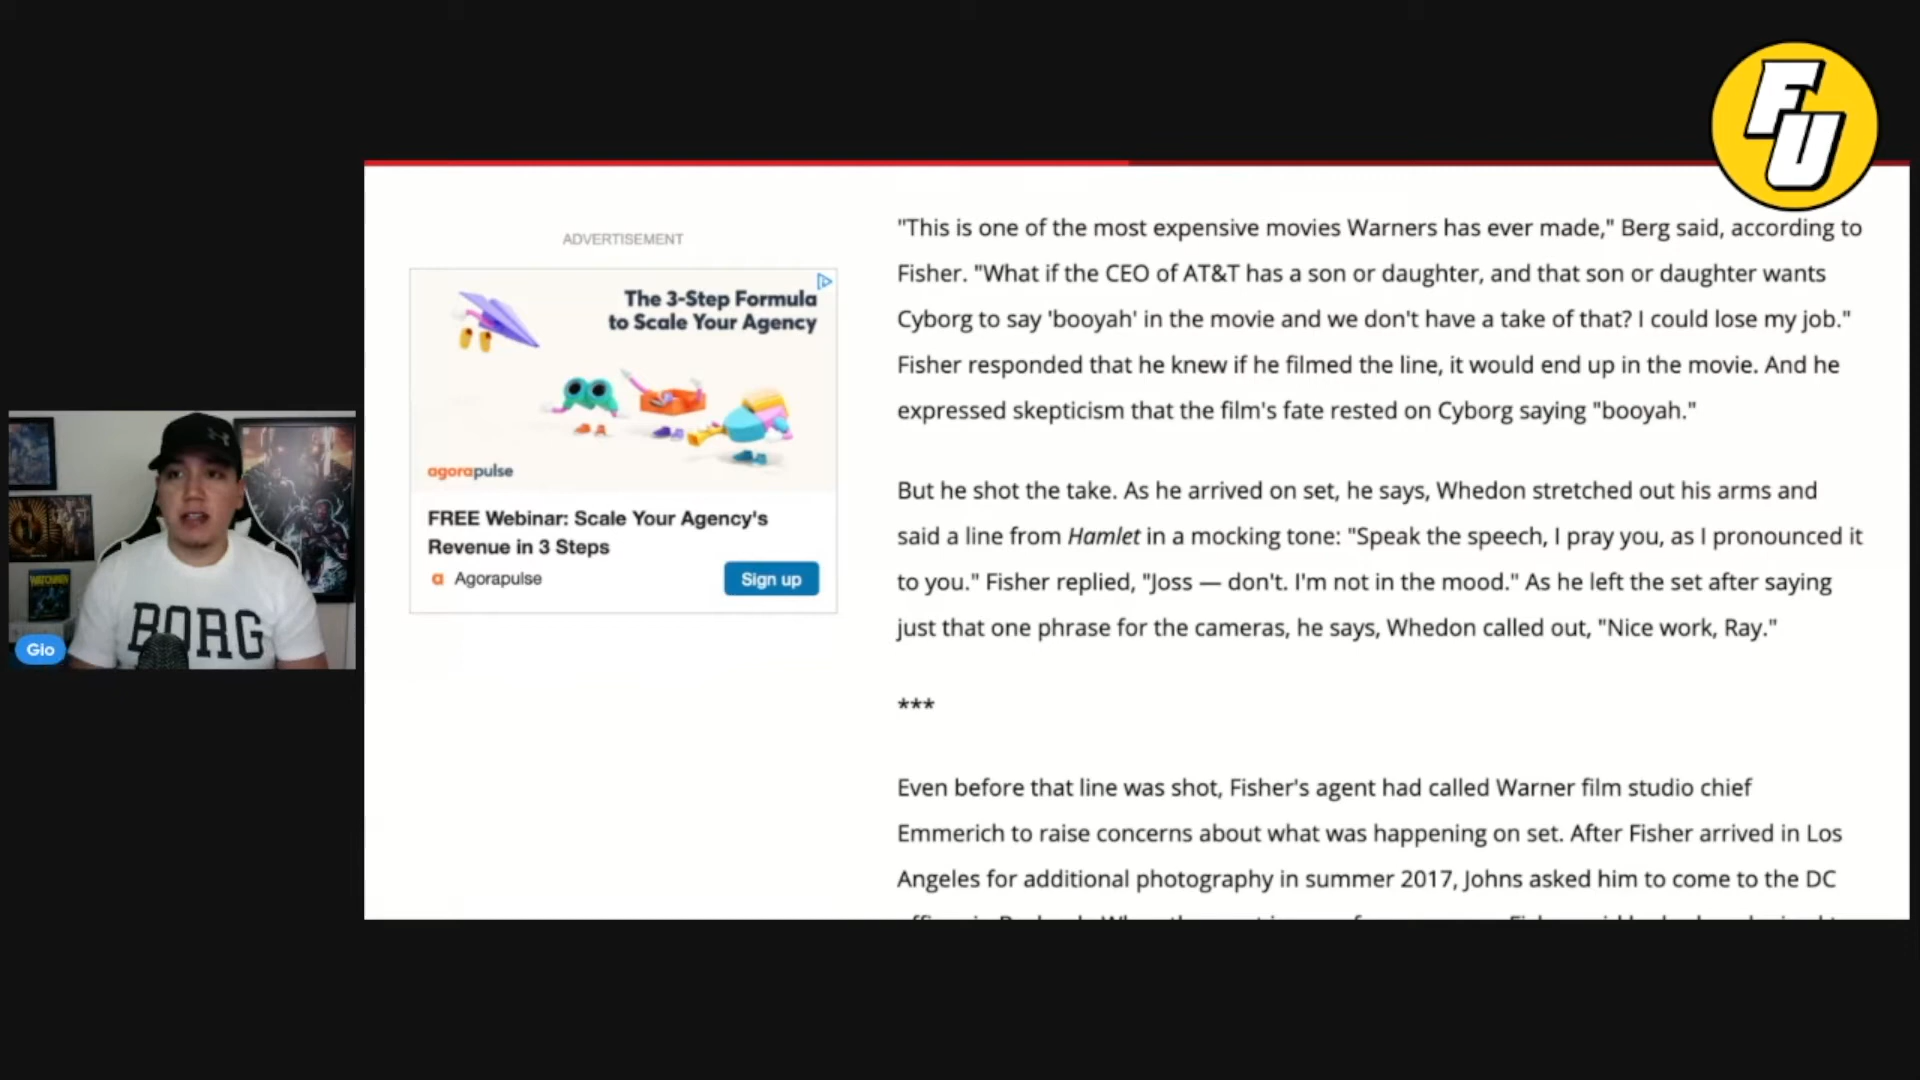 FU
ADVERTISEMENT
The 3-Step Formula
to Scale Your Agency
agorapulse
FREE Webinar: Scale Your Agency's
Revenue in 3 Steps
a Agorapulse
Sign up
WATCHMEN
BORG
Gio
"This is one of the most expensive movies Warners has ever made," Berg said, according to
Fisher. "What if the CEO of AT&T has a son or daughter, and that son or daughter wants
Cyborg to say 'booyah' in the movie and we don't have a take of that? I could lose my job."
Fisher responded that he knew if he filmed the line, it would end up in the movie. And he
expressed skepticism that the film's fate rested on Cyborg saying "booyah."
But he shot the take. As he arrived on set, he says, Whedon stretched out his arms and
said a line from Hamlet in a mocking tone: "Speak the speech, I pray you, as I pronounced it
to you." Fisher replied, "Joss — don't. I'm not in the mood." As he left the set after saying
just that one phrase for the cameras, he says, Whedon called out, "Nice work, Ray."
***
Even before that line was shot, Fisher's agent had called Warner film studio chief
Emmerich to raise concerns about what was happening on set. After Fisher arrived in Los
Angeles for additional photography in summer 2017, Johns asked him to come to the DC